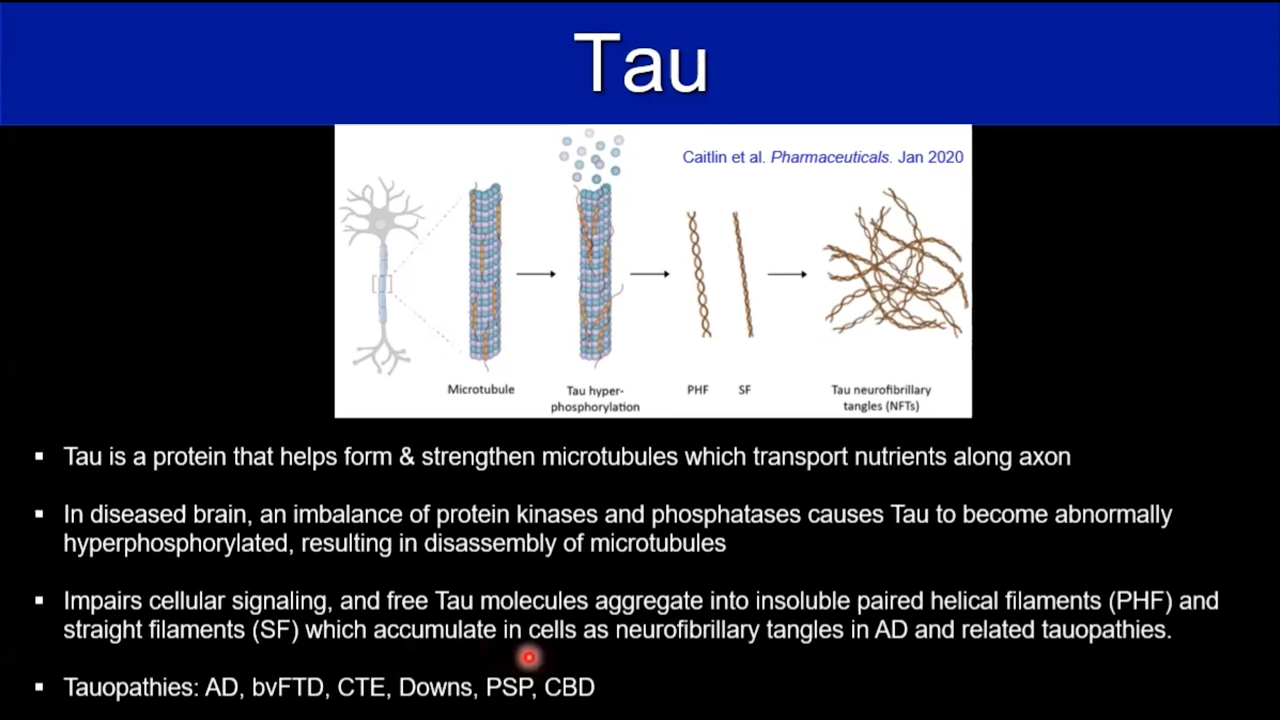 Tau
Caitlin et al. Pharmaceuticals. Jan 2020
Microtubule
Tau hyper-
phosphorylation
PHF
SF
Tau neurofibrillary
tangles (NFTs)
▪ Tau is a protein that helps form & strengthen microtubules which transport nutrients along axon
▪ In diseased brain, an imbalance of protein kinases and phosphatases causes Tau to become abnormally
hyperphosphorylated, resulting in disassembly of microtubules
▪ Impairs cellular signaling, and free Tau molecules aggregate into insoluble paired helical filaments (PHF) and
straight filaments (SF) which accumulate in cells as neurofibrillary tangles in AD and related tauopathies.
▪ Tauopathies: AD, bvFTD, CTE, Downs, PSP, CBD